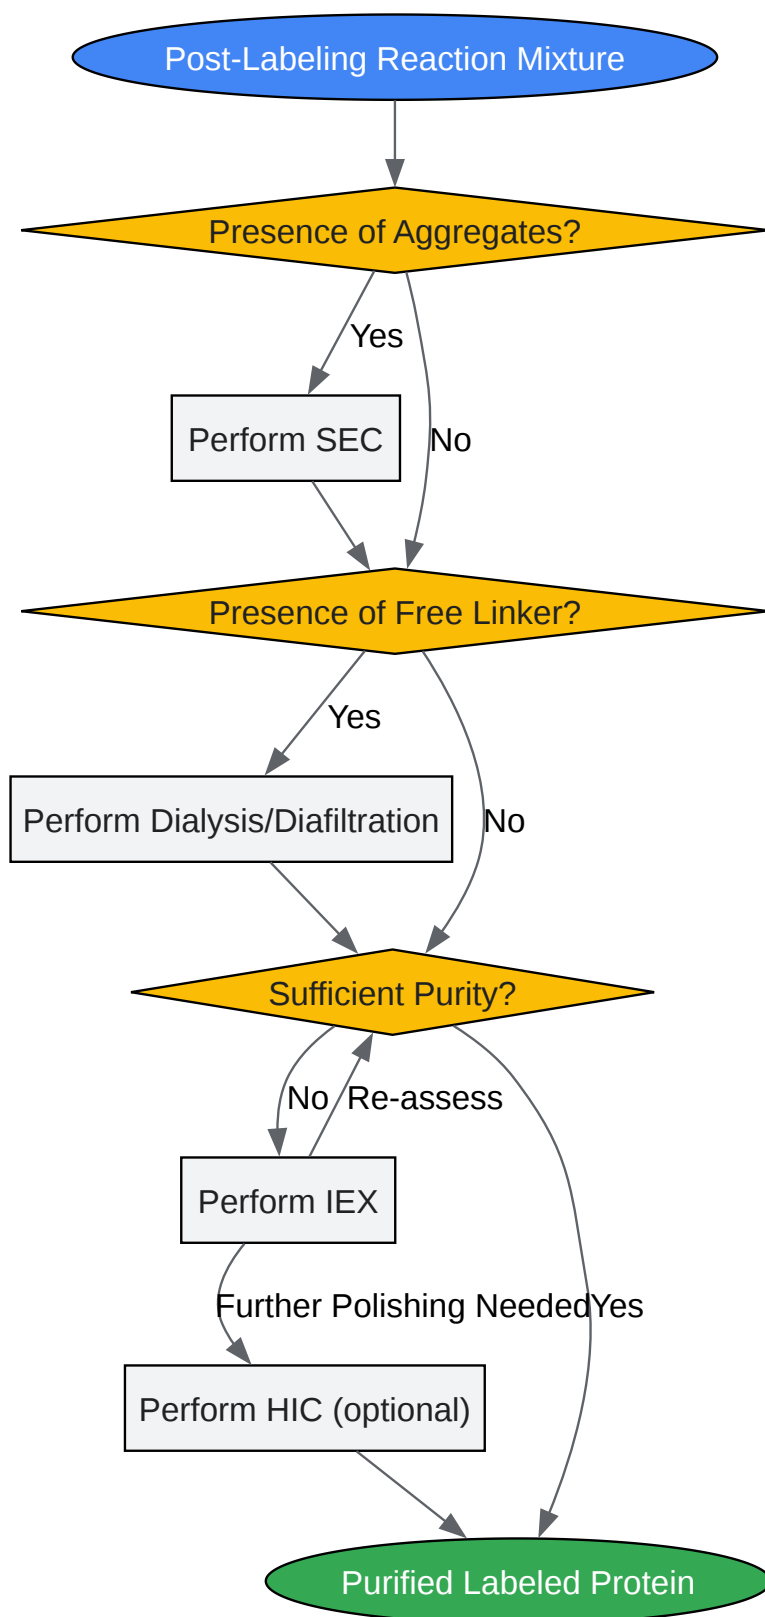 Post-Labeling Reaction Mixture
Presence of Aggregates?
Yes
Perform SEC
No
Presence of Free Linker?
Yes
Perform Dialysis/Diafiltration
No
Sufficient Purity?
No
Re-assess
Perform IEX
Further Polishing Needed
Yes
Perform HIC (optional)
Purified Labeled Protein